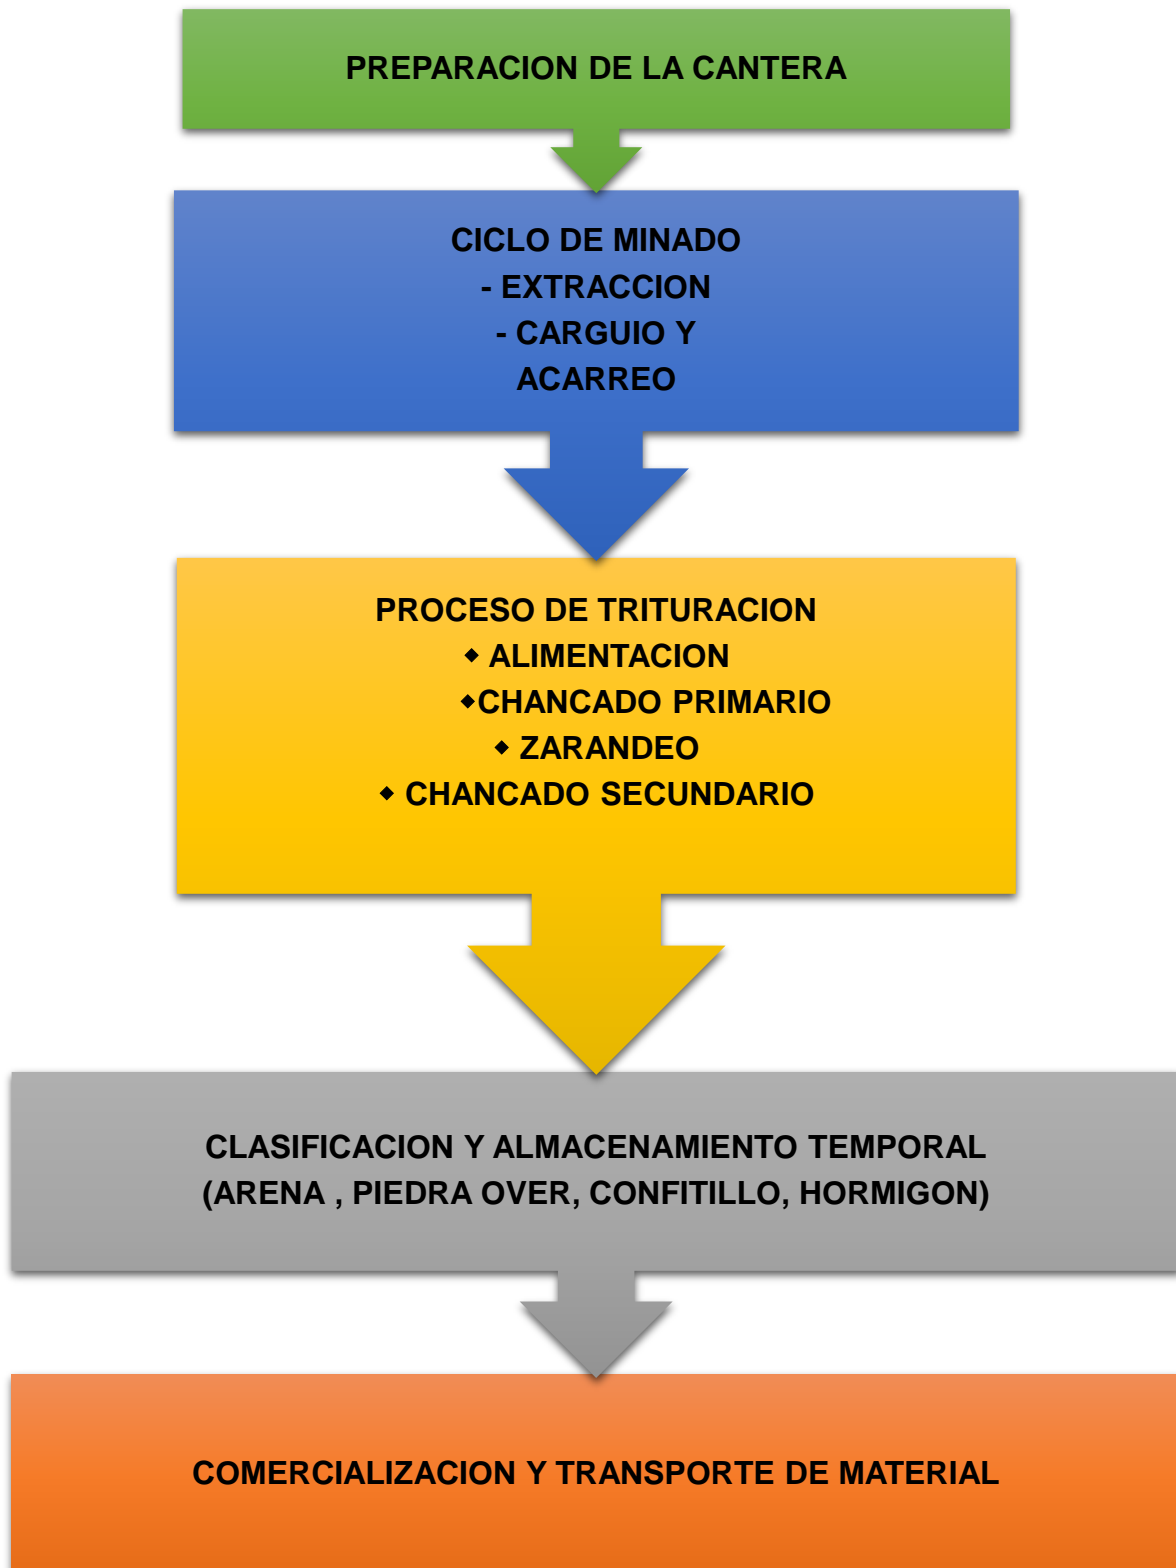 PREPARACION DE LA CANTERA
CICLO DE MINADO
- EXTRACCION
- CARGUIO Y
ACARREO
PROCESO DE TRITURACION
◆ ALIMENTACION
◆CHANCADO PRIMARIO
◆ ZARANDEO
◆ CHANCADO SECUNDARIO
CLASIFICACION Y ALMACENAMIENTO TEMPORAL
(ARENA , PIEDRA OVER, CONFITILLO, HORMIGON)
COMERCIALIZACION Y TRANSPORTE DE MATERIAL